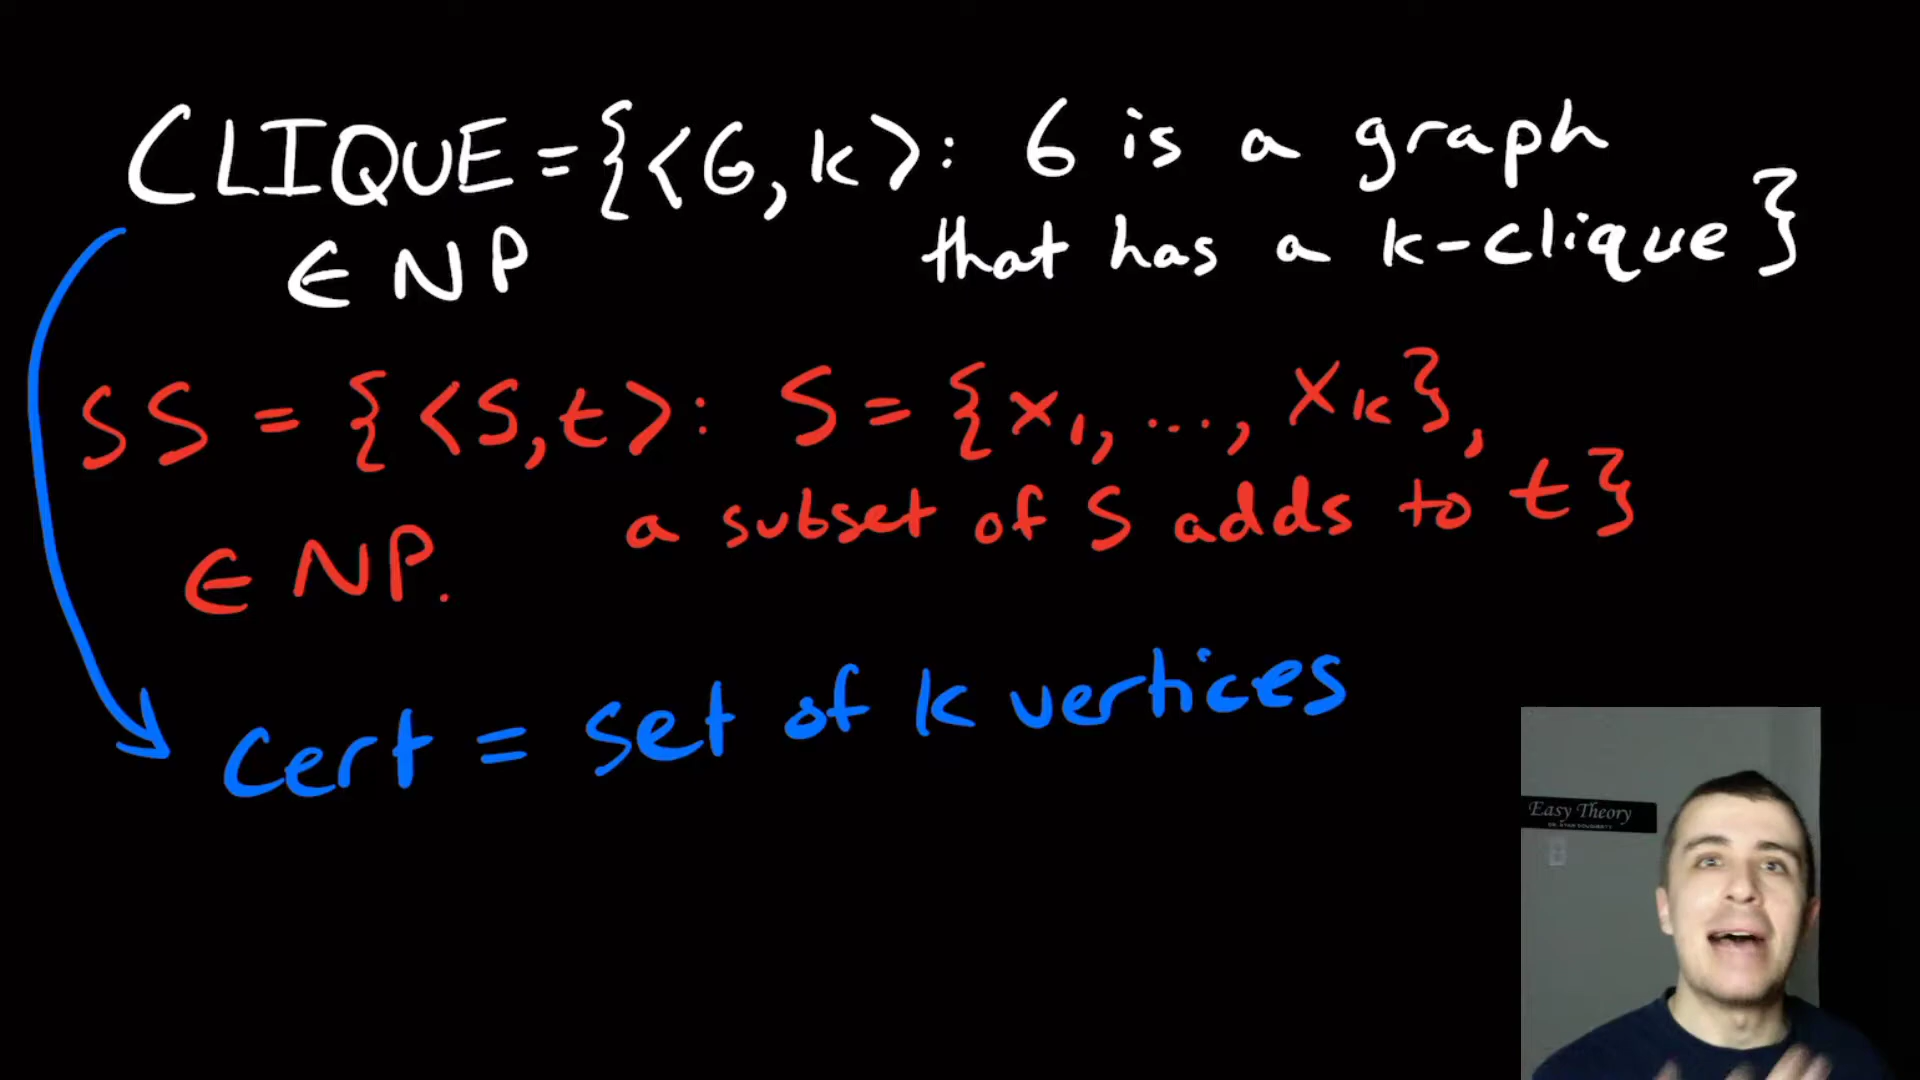 CLIQUE = {<G, k>: G is a graph
that has a k-clique}
∈ NP
SS = {<S,t>: S = {x₁, ..., xₖ},
a subset of S adds to t}
∈ NP.
cert = set of k vertices
Easy Theory